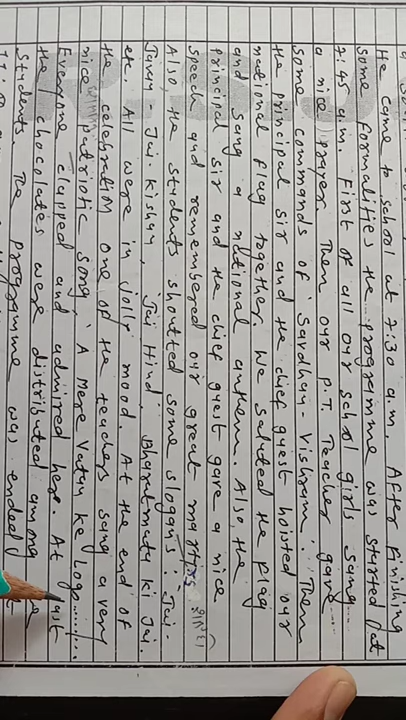 He came to school at 7:30 a.m. After finishing
some formalities the programme was started at
7:45 a.m. First of all our school girls sang
a nice prayer. Then our P.T. Teacher gave
some commands of 'Savdhan - Vishram'. Then
the principal sir and the chief guest hoisted our
national flag together. We saluted the flag
and sang a national anthem. Also, the
principal sir and the chief guest gave a nice
speech and remembered our great martyrs
Also, the students shouted some slogans : Jai-
Javan - Jai kishan, Jai Hind, Bharat mata ki Jai.
etc All were in jolly mood. At the end of
the celebration one of the teachers sang a very
nice patriotic song, 'A Mere Vatan ke Logo......'.
Everyone clapped and admired her. At last
the chocolates were distributed among
students. The programme was ended